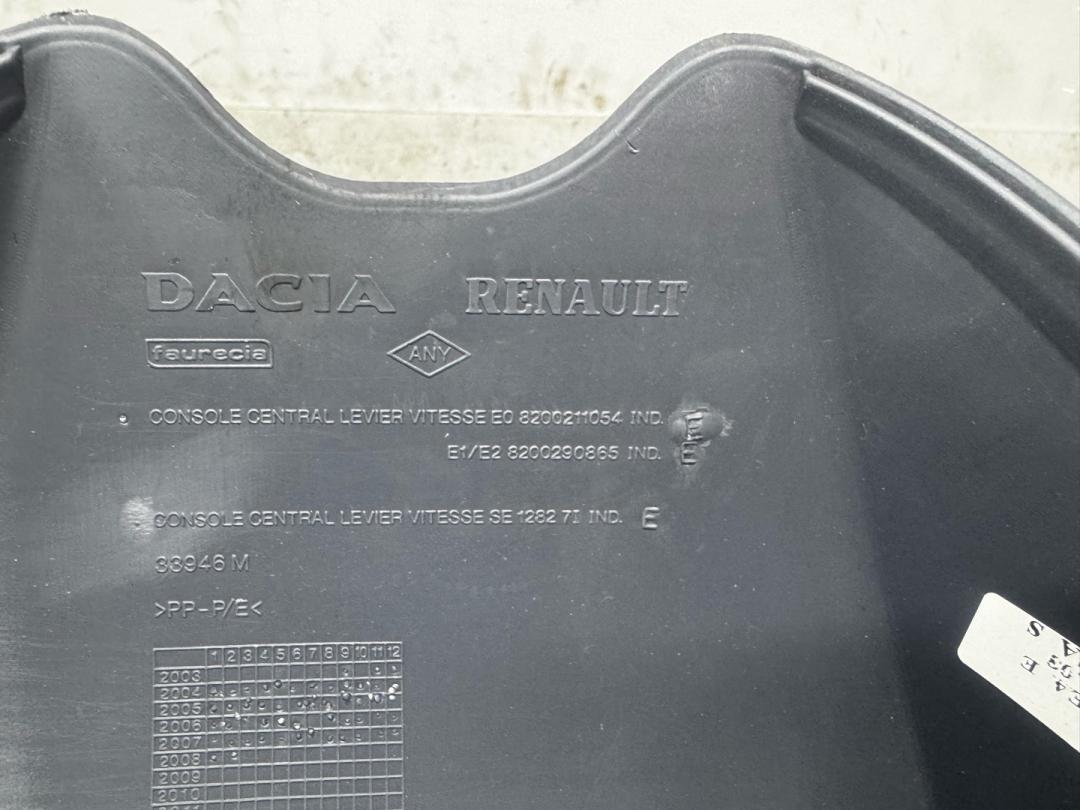 DACIA RENAULT
faurecia ANY
CONSOLE CENTRAL LEVIER VITESSE E0 8200211054 IND. E
E1/E2 8200290865 IND. E
CONSOLE CENTRAL LEVIER VITESSE SE 1282 7I IND. E
33946 M
>PP-P/E<
1 2 3 4 5 6 7 8 9 10 11 12
2003
2004
2005
2006
2007
2008
2009
2010